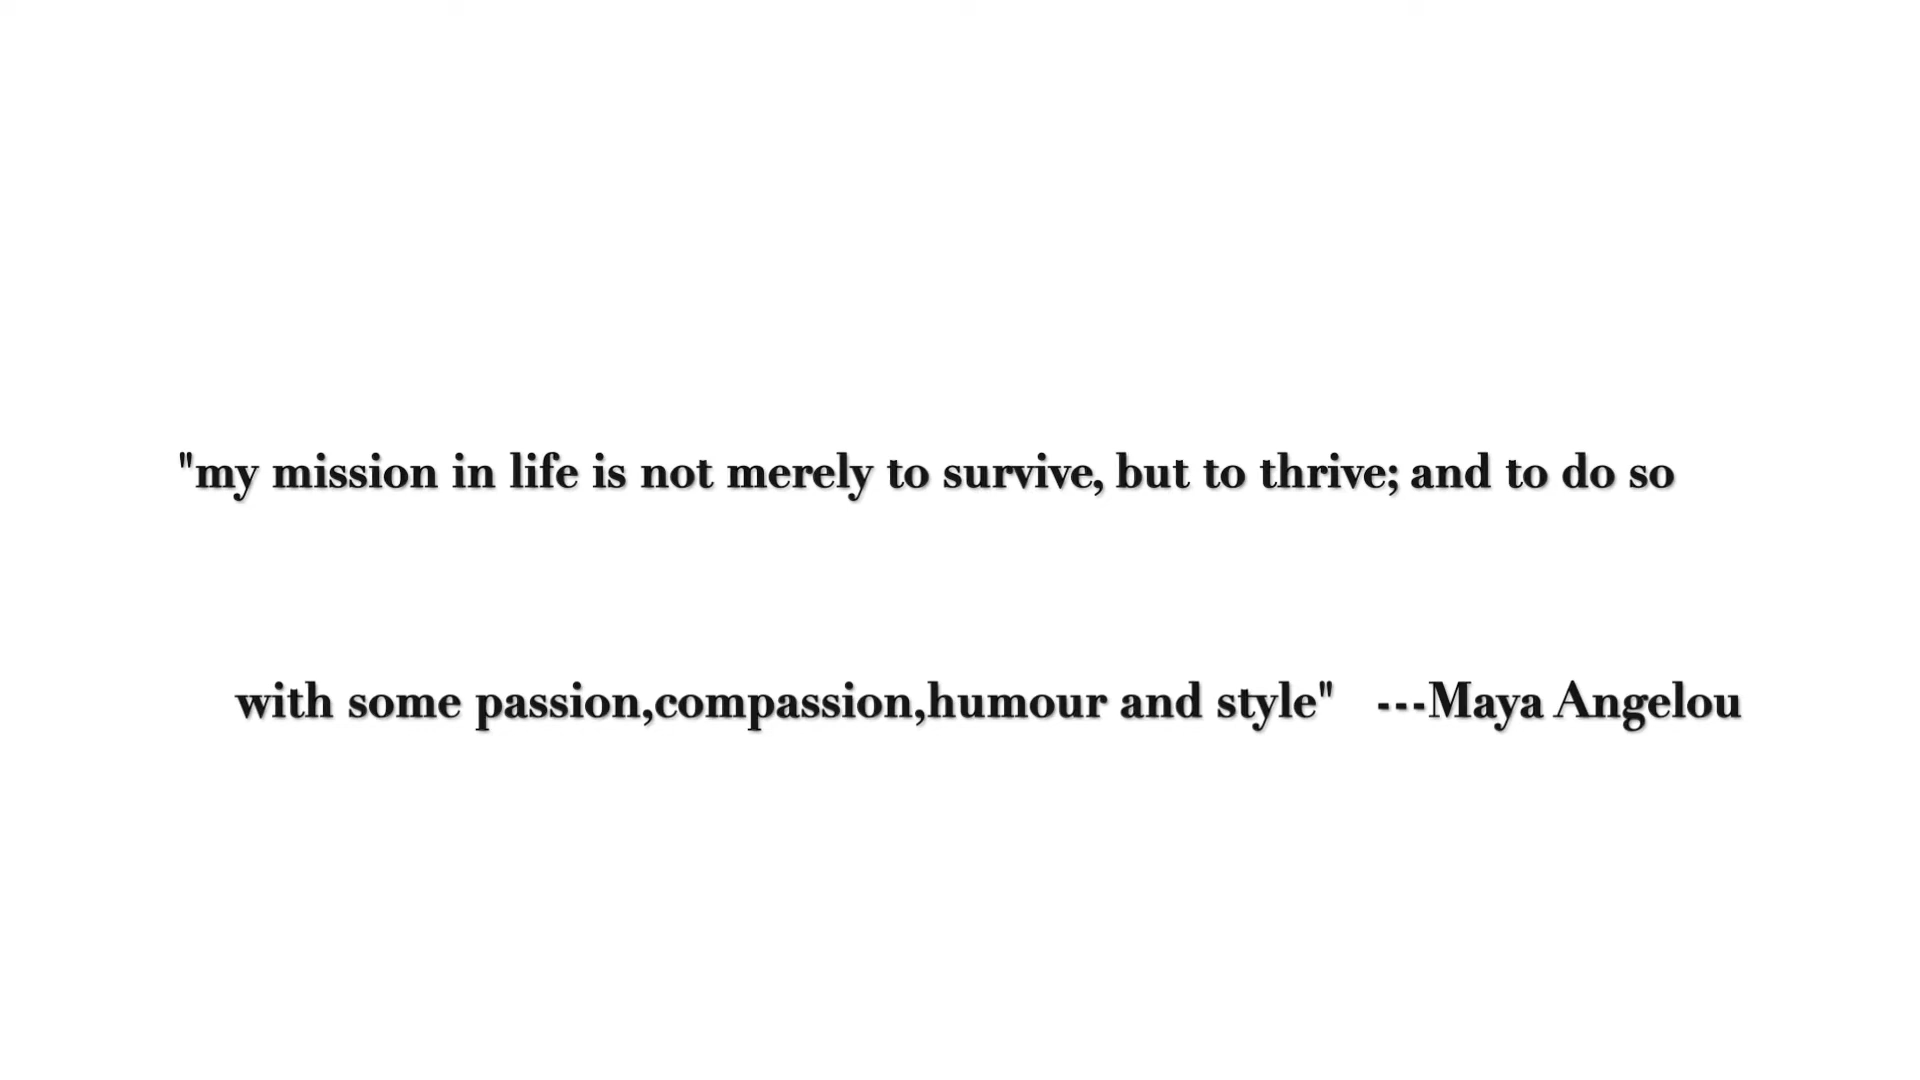 "my mission in life is not merely to survive, but to thrive; and to do so
with some passion,compassion,humour and style" ---Maya Angelou